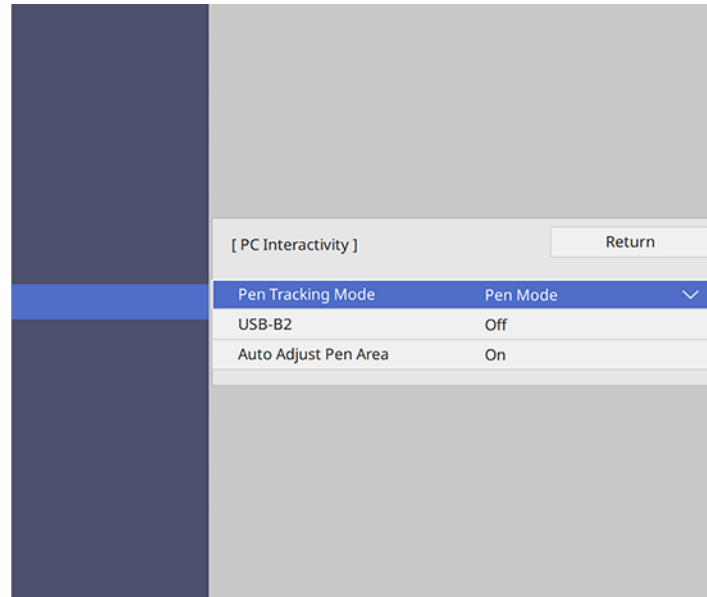 [ PC Interactivity ] Return
Pen Tracking Mode Pen Mode
USB-B2 Off
Auto Adjust Pen Area On